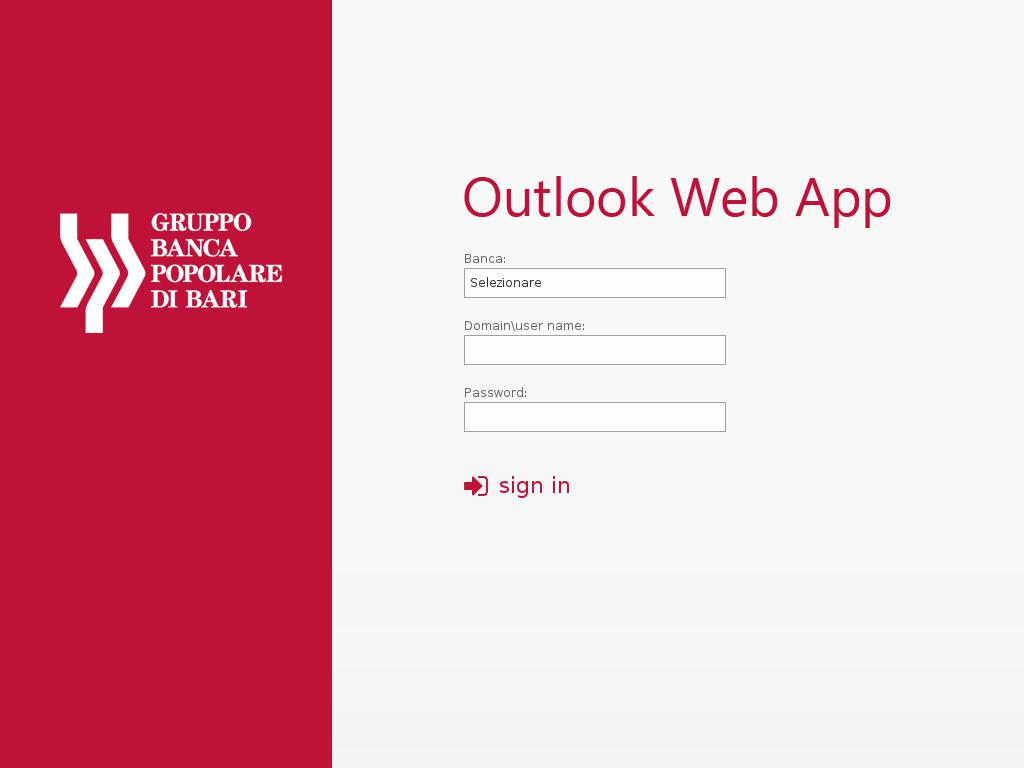 GRUPPO
BANCA
POPOLARE
DI BARI
Outlook Web App
Banca:
Selezionare
Domain\user name:
Password:
sign in